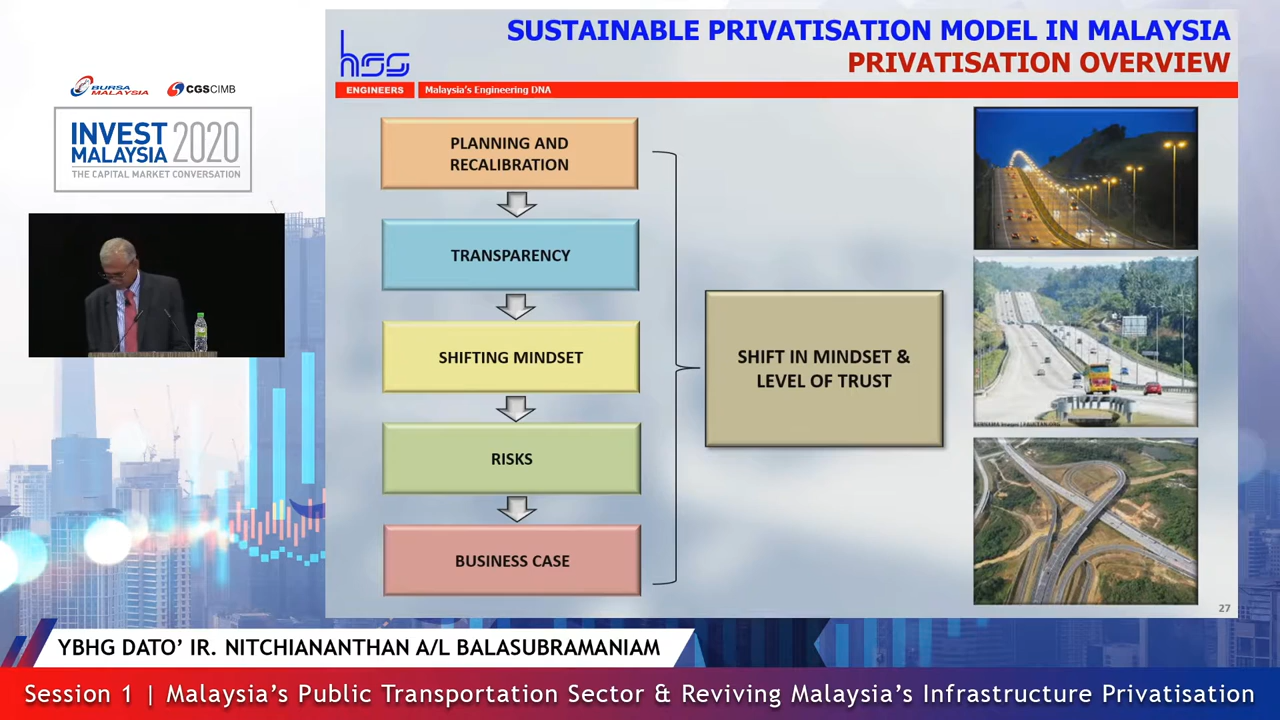 BURSA
MALAYSIA
CGS CIMB
INVEST
MALAYSIA 2020
THE CAPITAL MARKET CONVERSATION
SUSTAINABLE PRIVATISATION MODEL IN MALAYSIA
PRIVATISATION OVERVIEW
hss
ENGINEERS
Malaysia's Engineering DNA
PLANNING AND
RECALIBRATION
TRANSPARENCY
SHIFTING MINDSET
RISKS
BUSINESS CASE
SHIFT IN MINDSET &
LEVEL OF TRUST
27
YBHG DATO' IR. NITCHIANANTHAN A/L BALASUBRAMANIAM
Session 1 | Malaysia's Public Transportation Sector & Reviving Malaysia's Infrastructure Privatisation